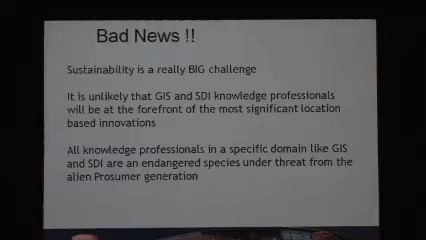 Bad News !!
Sustainability is a really BIG challenge
It is unlikely that GIS and SDI knowledge professionals
will be at the forefront of the most significant location
based innovations
All knowledge professionals in a specific domain like GIS
and SDI are an endangered species under threat from the
alien Prosumer generation